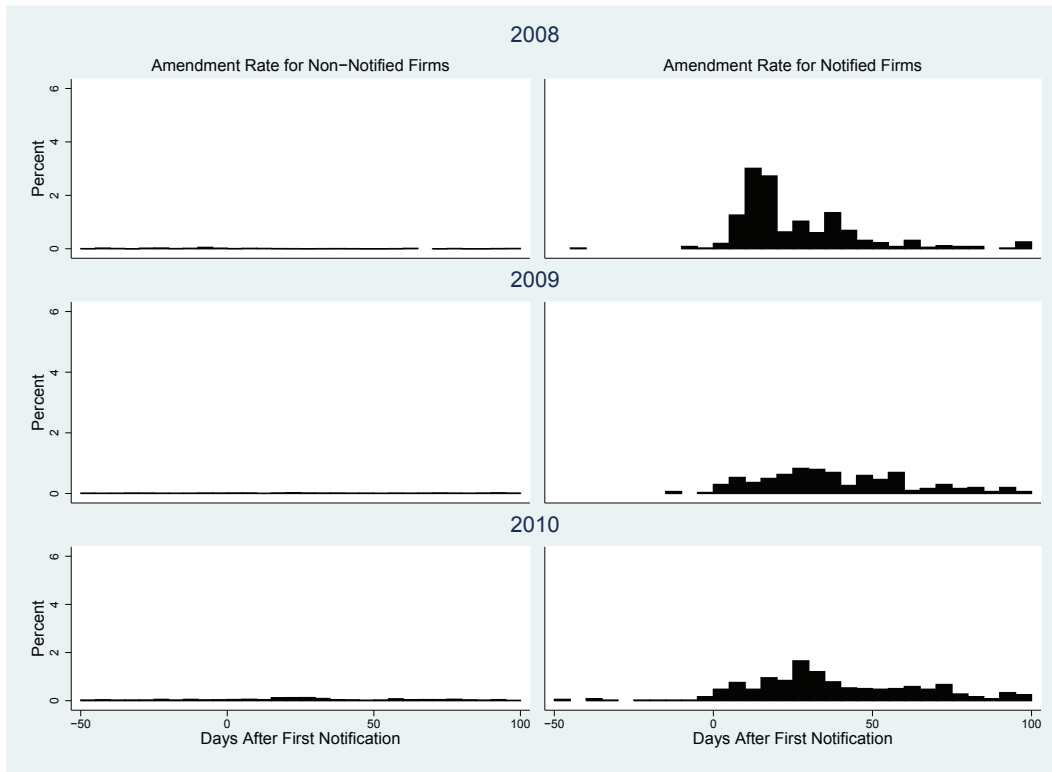 2008
Amendment Rate for Non−Notified Firms
Amendment Rate for Notified Firms
Percent
6
4
2
0
2009
Percent
6
4
2
0
2010
Percent
6
4
2
0
−50 0 50 100
−50 0 50 100
Days After First Notification
Days After First Notification